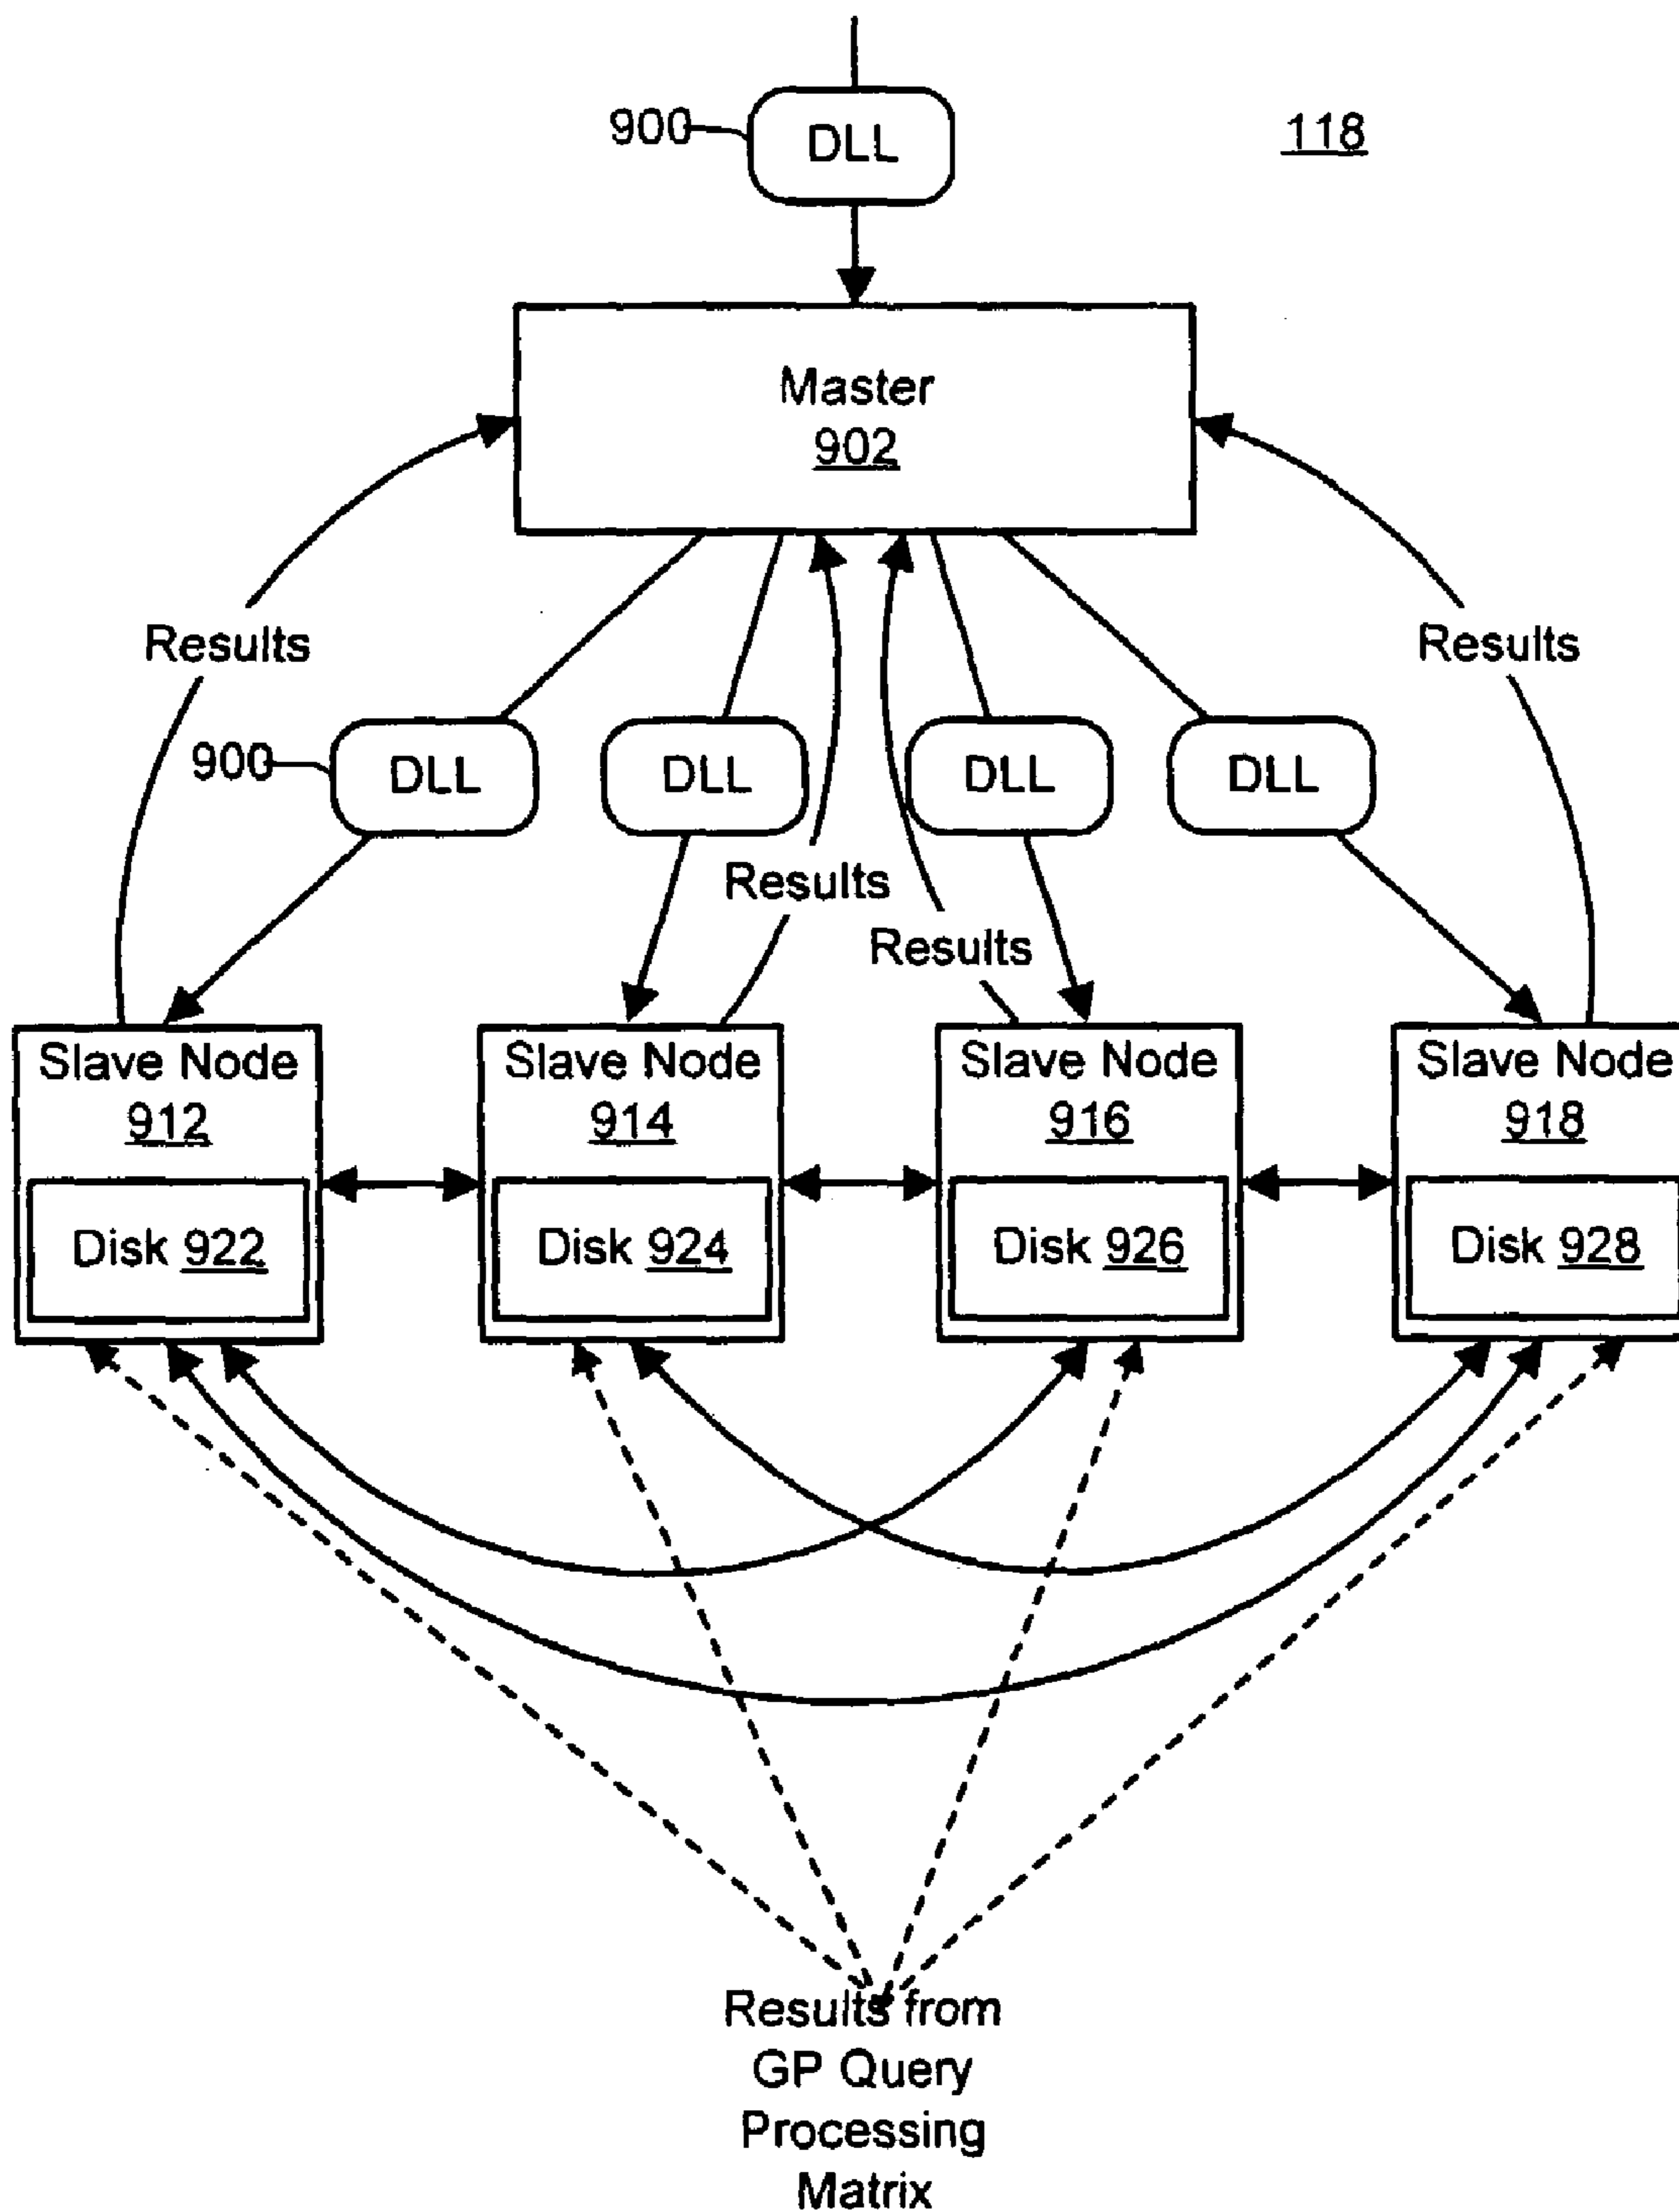 900
DLL
118
Master
902
Results
Results
900
DLL
DLL
DLL
DLL
Results
Results
Slave Node
912
Disk 922
Slave Node
914
Disk 924
Slave Node
916
Disk 926
Slave Node
918
Disk 928
Results from
GP Query
Processing
Matrix